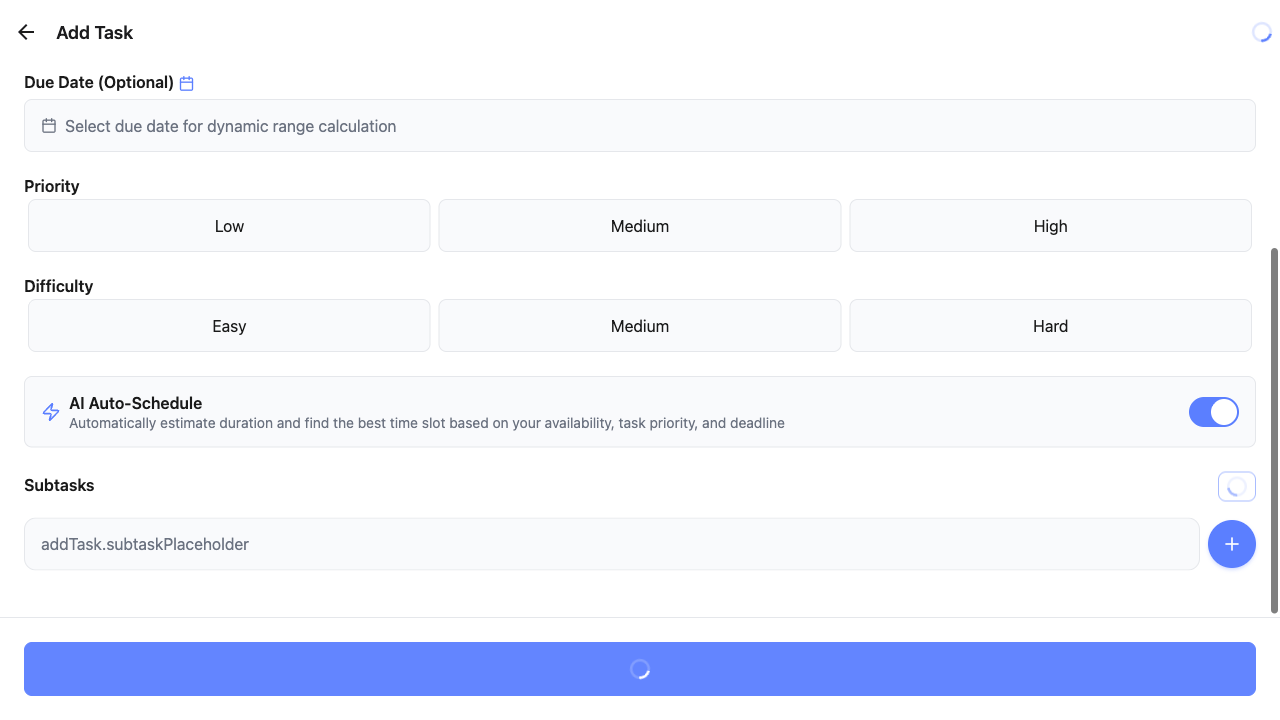 Add Task
Due Date (Optional)
Select due date for dynamic range calculation
Priority
Low
Medium
High
Difficulty
Easy
Medium
Hard
AI Auto-Schedule
Automatically estimate duration and find the best time slot based on your availability, task priority, and deadline
Subtasks
addTask.subtaskPlaceholder